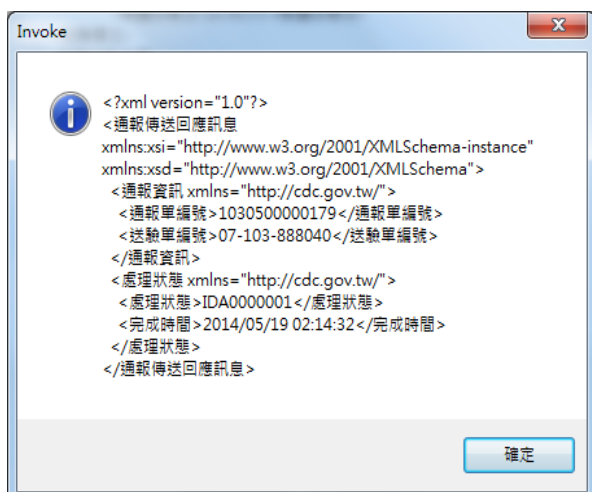 Invoke
<?xml version="1.0"?>
<通報傳送回應訊息
xmlns:xsi="http://www.w3.org/2001/XMLSchema-instance"
xmlns:xsd="http://www.w3.org/2001/XMLSchema">
<通報資訊 xmlns="http://cdc.gov.tw/">
<通報單編號>1030500000179</通報單編號>
<送驗單編號>07-103-888040</送驗單編號>
</通報資訊>
<處理狀態 xmlns="http://cdc.gov.tw/">
<處理狀態>IDA0000001</處理狀態>
<完成時間>2014/05/19 02:14:32</完成時間>
</處理狀態>
</通報傳送回應訊息>
確定